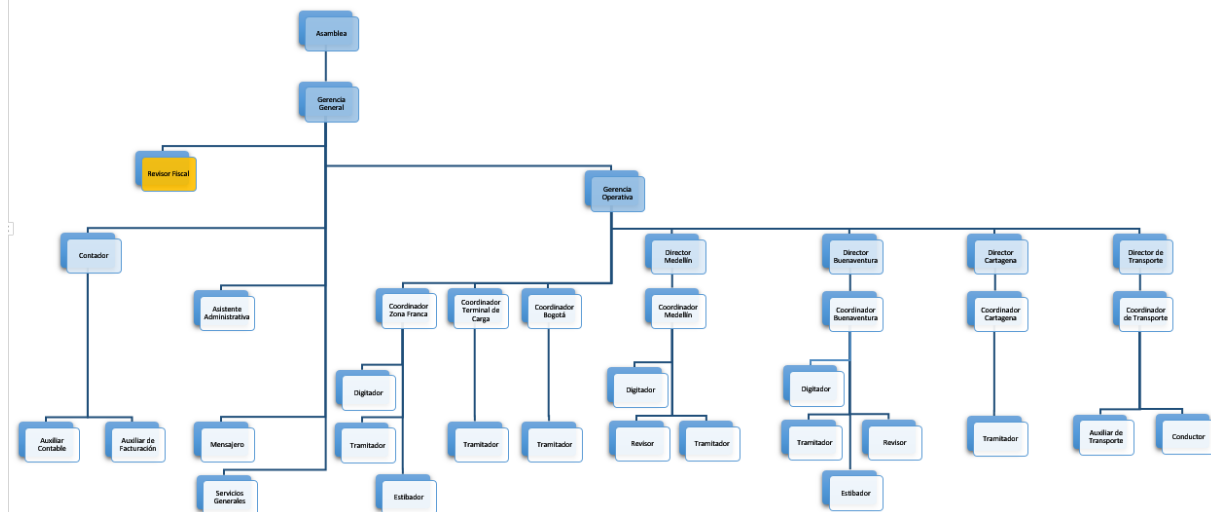 Asamblea
Gerencia
General
Revisor Fiscal
Gerencia
Operativa
Contador
Director
Medellín
Director
Buenaventura
Director
Cartagena
Director de
Transporte
Asistente
Administrativa
Coordinador
Zona Franca
Coordinador
Terminal de
Carga
Coordinador
Bogotá
Coordinador
Medellín
Coordinador
Buenaventura
Coordinador
Cartagena
Coordinador
de Transporte
Digitador
Digitador
Digitador
Auxiliar
Contable
Auxiliar de
Facturación
Mensajero
Tramitador
Tramitador
Tramitador
Revisor
Tramitador
Tramitador
Revisor
Tramitador
Auxiliar de
Transporte
Conductor
Servicios
Generales
Estibador
Estibador